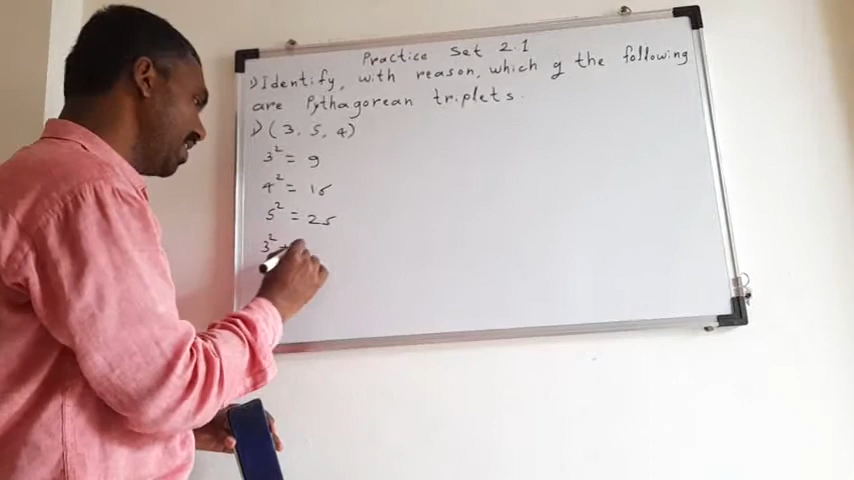 Practice Set 2.1
1) Identify, with reason, which of the following
are Pythagorean triplets.
i) (3, 5, 4)
3² = 9
4² = 16
5² = 25
3² +